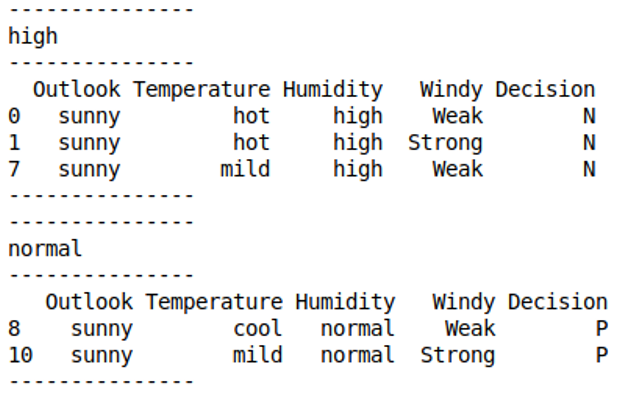 ---------------
high
---------------
  Outlook Temperature Humidity   Windy Decision
0   sunny         hot     high    Weak        N
1   sunny         hot     high  Strong        N
7   sunny        mild     high    Weak        N
---------------
---------------
normal
---------------
   Outlook Temperature Humidity   Windy Decision
8    sunny        cool   normal    Weak        P
10   sunny        mild   normal  Strong        P
---------------